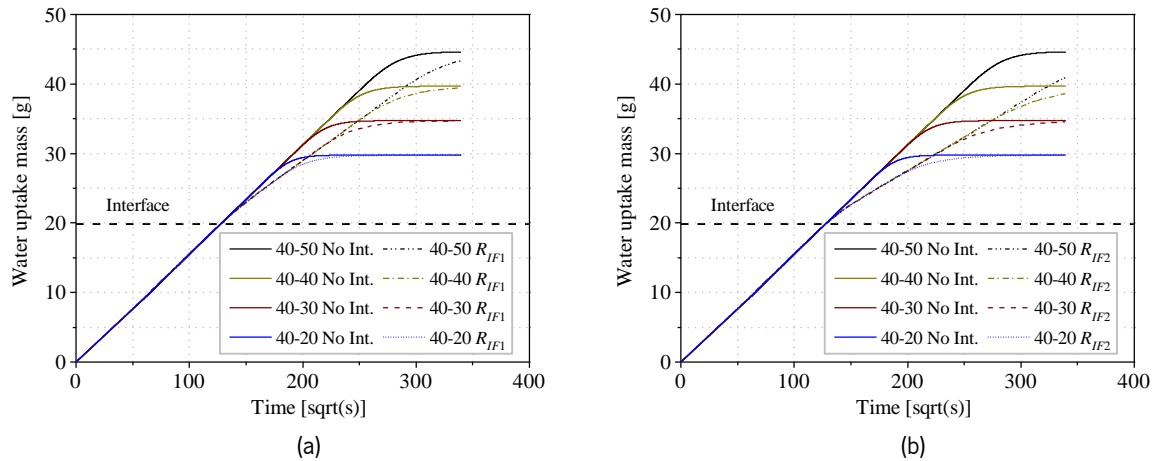 50
40
30
20
10
0
Water uptake mass [g]
Interface
40-50 No Int. 40-50 R_IF1
40-40 No Int. 40-40 R_IF1
40-30 No Int. 40-30 R_IF1
40-20 No Int. 40-20 R_IF1
0 100 200 300 400
Time [sqrt(s)]
(a)
50
40
30
20
10
0
Water uptake mass [g]
Interface
40-50 No Int. 40-50 R_IF2
40-40 No Int. 40-40 R_IF2
40-30 No Int. 40-30 R_IF2
40-20 No Int. 40-20 R_IF2
0 100 200 300 400
Time [sqrt(s)]
(b)